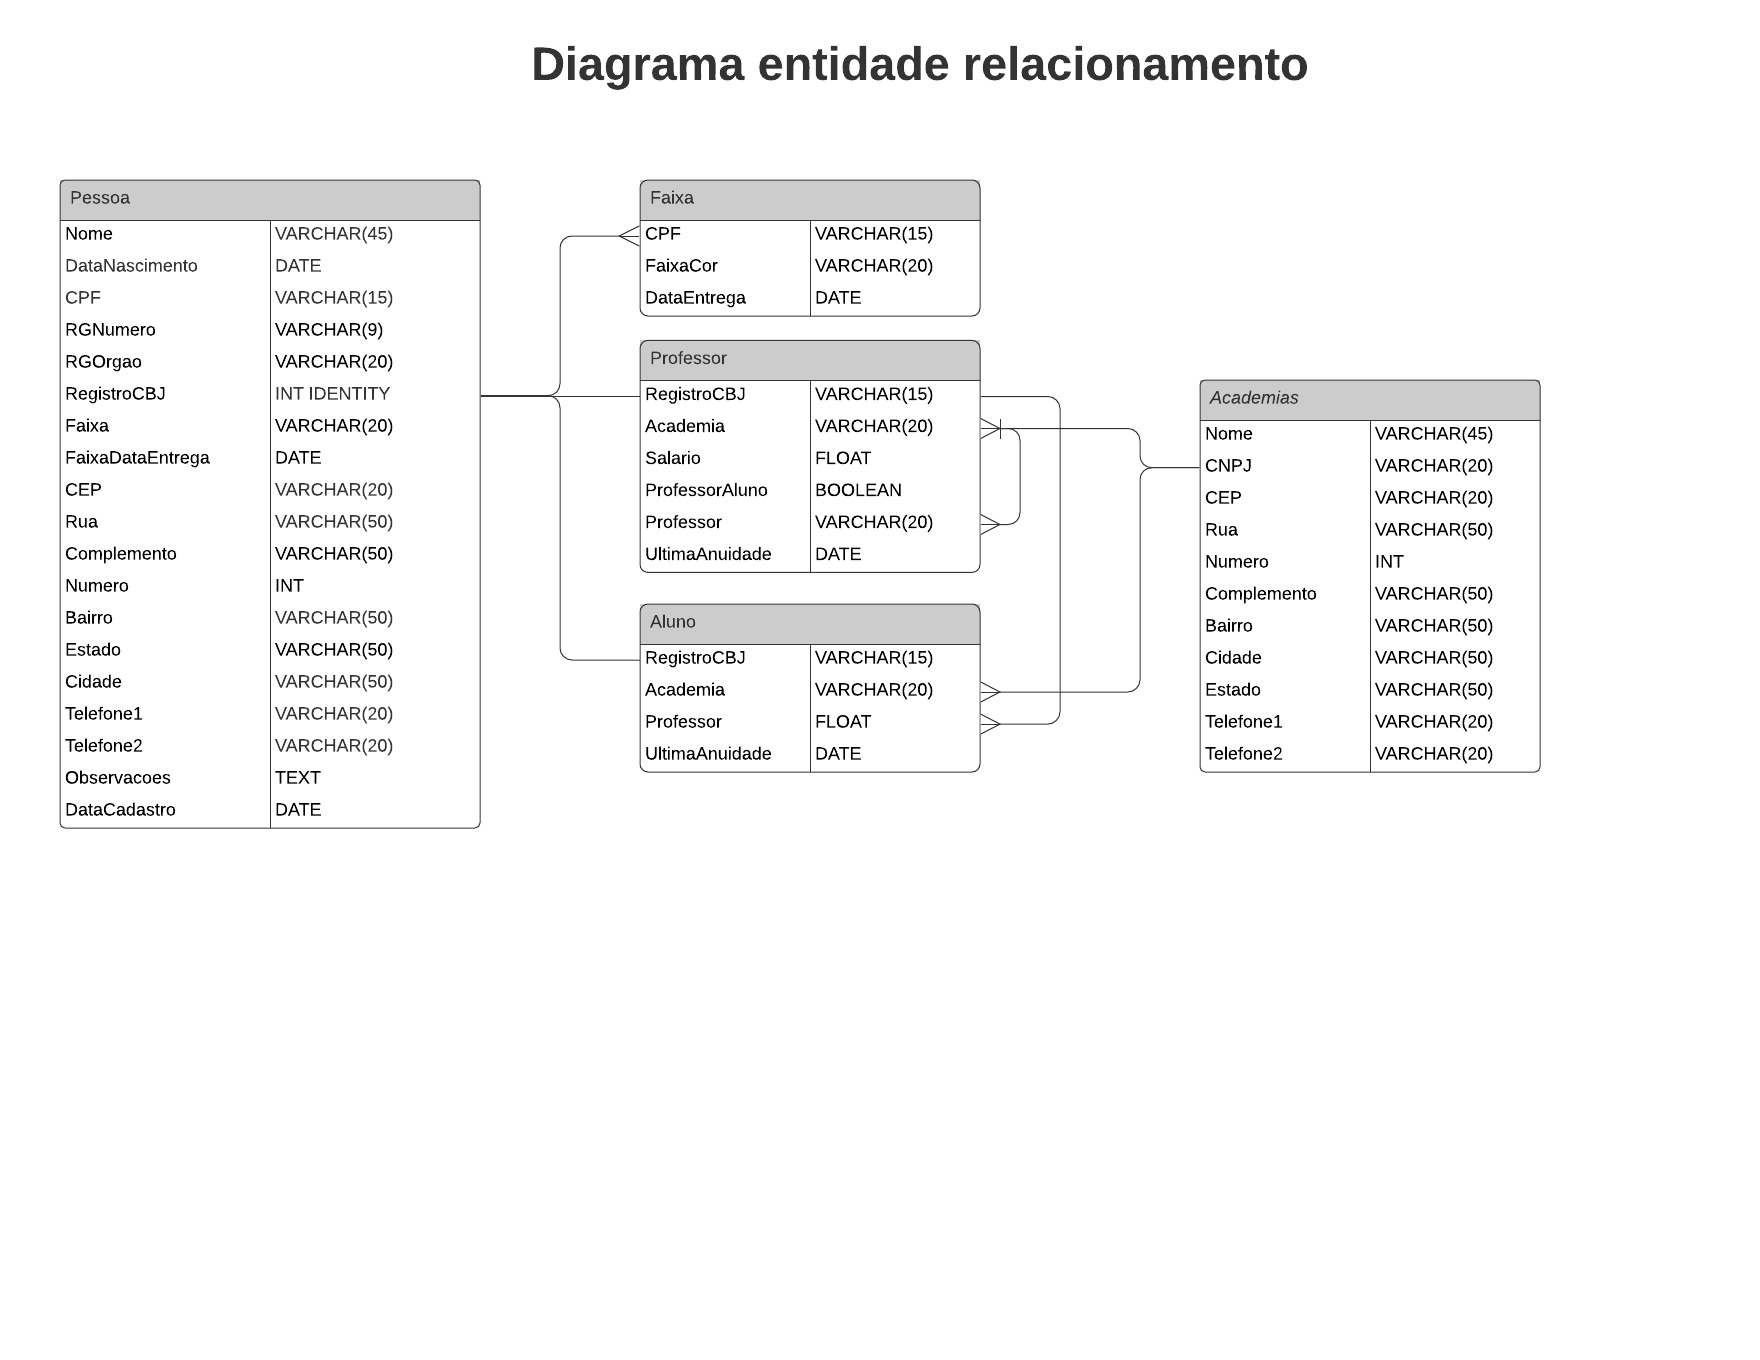 Diagrama entidade relacionamento
Pessoa
Nome VARCHAR(45)
DataNascimento DATE
CPF VARCHAR(15)
RGNumero VARCHAR(9)
RGOrgao VARCHAR(20)
RegistroCBJ INT IDENTITY
Faixa VARCHAR(20)
FaixaDataEntrega DATE
CEP VARCHAR(20)
Rua VARCHAR(50)
Complemento VARCHAR(50)
Numero INT
Bairro VARCHAR(50)
Estado VARCHAR(50)
Cidade VARCHAR(50)
Telefone1 VARCHAR(20)
Telefone2 VARCHAR(20)
Observacoes TEXT
DataCadastro DATE
Faixa
CPF VARCHAR(15)
FaixaCor VARCHAR(20)
DataEntrega DATE
Professor
RegistroCBJ VARCHAR(15)
Academia VARCHAR(20)
Salario FLOAT
ProfessorAluno BOOLEAN
Professor VARCHAR(20)
UltimaAnuidade DATE
Aluno
RegistroCBJ VARCHAR(15)
Academia VARCHAR(20)
Professor FLOAT
UltimaAnuidade DATE
Academias
Nome VARCHAR(45)
CNPJ VARCHAR(20)
CEP VARCHAR(20)
Rua VARCHAR(50)
Numero INT
Complemento VARCHAR(50)
Bairro VARCHAR(50)
Cidade VARCHAR(50)
Estado VARCHAR(50)
Telefone1 VARCHAR(20)
Telefone2 VARCHAR(20)